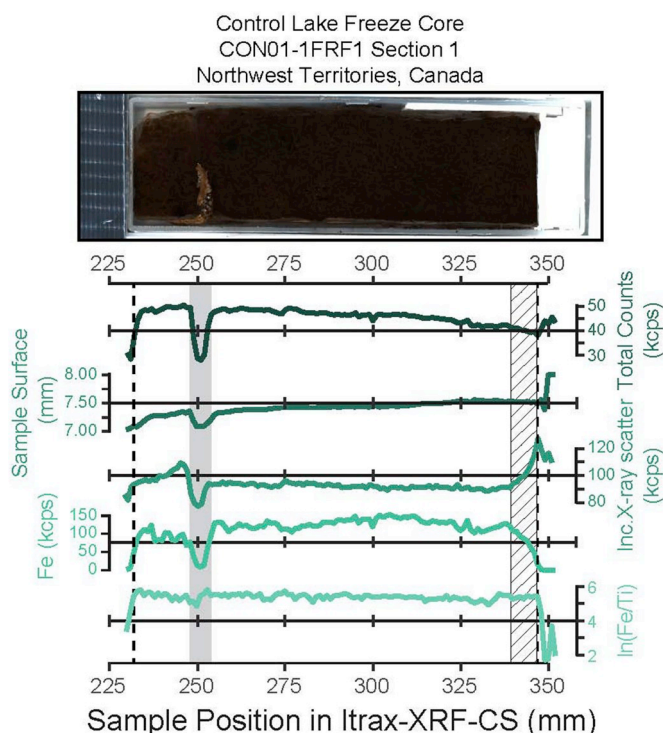 Control Lake Freeze Core
CON01-1FRF1 Section 1
Northwest Territories, Canada
225 250 275 300 325 350
Total Counts (kcps)
50
40
30
Sample Surface (mm)
8.00
7.50
7.00
Inc.X-ray scatter (kcps)
120
100
80
Fe (kcps)
150
100
50
0
ln(Fe/Ti)
6
4
2
225 250 275 300 325 350
Sample Position in Itrax-XRF-CS (mm)